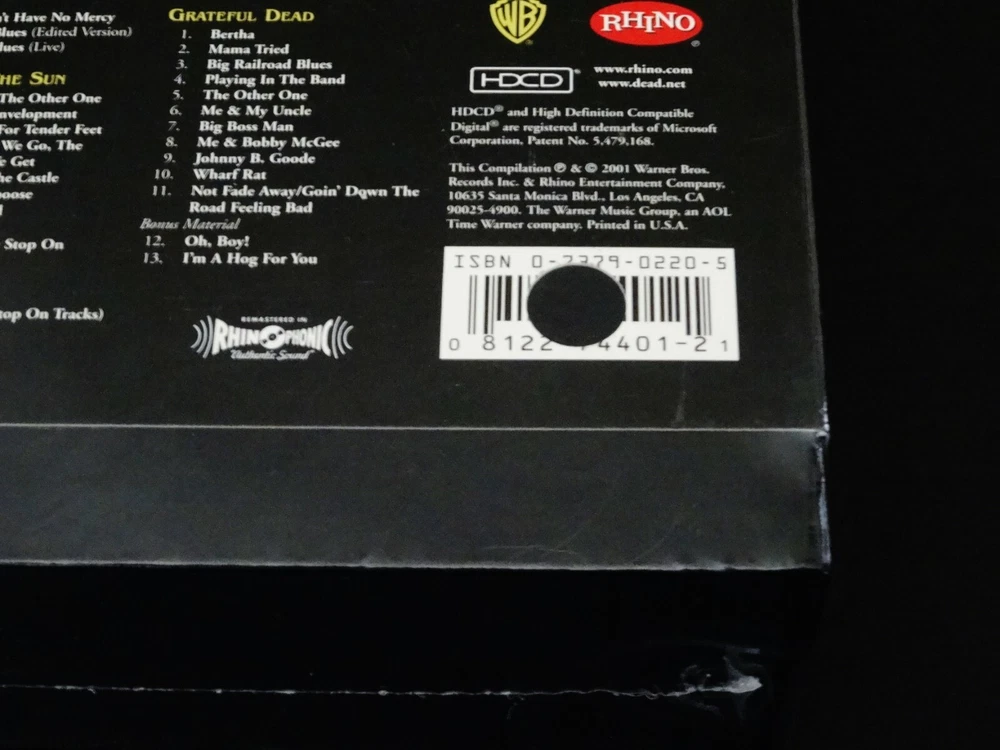 't Have No Mercy
lues (Edited Version)
lues (Live)
HE SUN
The Other One
nvelopment
For Tender Feet
We Go, The
e Get
he Castle
oose
Stop On
top On Tracks)
GRATEFUL DEAD
1. Bertha
2. Mama Tried
3. Big Railroad Blues
4. Playing In The Band
5. The Other One
6. Me & My Uncle
7. Big Boss Man
8. Me & Bobby McGee
9. Johnny B. Goode
10. Wharf Rat
11. Not Fade Away/Goin' Down The
Road Feeling Bad
Bonus Material
12. Oh, Boy!
13. I'm A Hog For You
REMASTERED IN
RHINOPHONIC
Authentic Sound
WB
RHINO
HDCD®
www.rhino.com
www.dead.net
HDCD® and High Definition Compatible
Digital® are registered trademarks of Microsoft
Corporation. Patent No. 5,479,168.
This Compilation ℗ & © 2001 Warner Bros.
Records Inc. & Rhino Entertainment Company,
10635 Santa Monica Blvd., Los Angeles, CA
90025-4900. The Warner Music Group, an AOL
Time Warner company. Printed in U.S.A.
ISBN 0-7379-0220-5
0 8122 74401-2 1